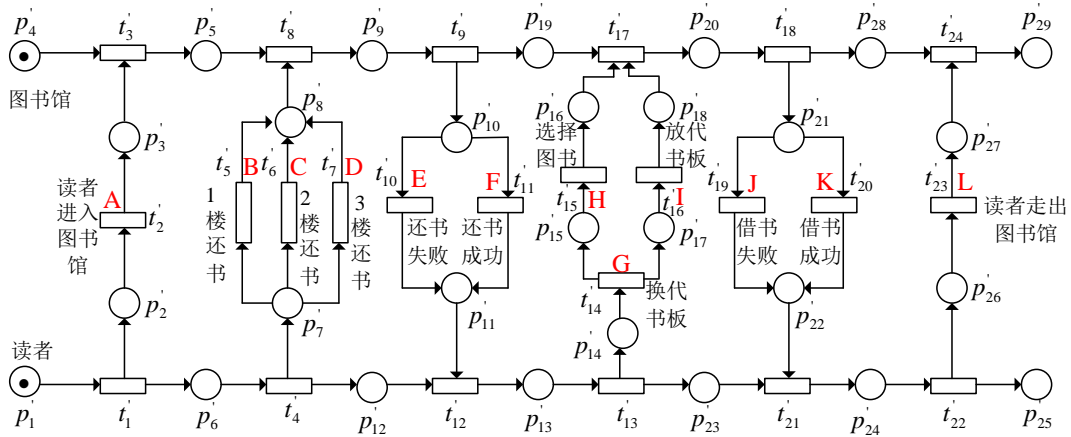 p'4 p'5 p'9 p'19 p'20 p'28 p'29
t'3 t'8 t'9 t'17 t'18 t'24
图书馆
p'8 p'16 p'18
p'3 p'10 p'21 p'27
选择
图书
放代
书板
t'5 B t'6 C t'7 D
t'10 E F t'11
t'19 J K t'20
t'23 L
读者
进入
图书
馆
A t'2
1
楼
还
书
2
楼
还
书
3
楼
还
书
t'15 H t'16 I
还书
失败
还书
成功
p'15 p'17
借书
失败
借书
成功
读者走出
图书馆
G
p'2 p'7 p'11 t'14 p'22 p'26
换代
书板
p'14
读者
p'1 p'6 p'12 p'13 p'23 p'24 p'25
t'1 t'4 t'12 t'13 t'21 t'22